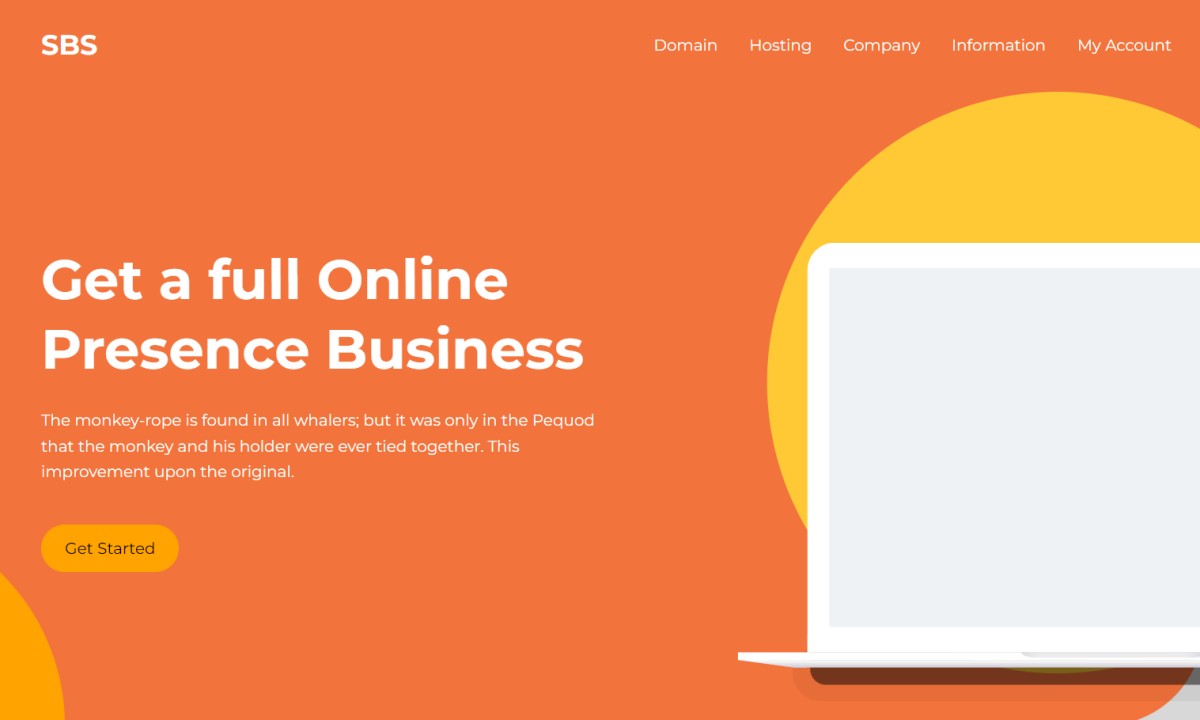 SBS
Domain Hosting Company Information My Account
Get a full Online
Presence Business
The monkey-rope is found in all whalers; but it was only in the Pequod
that the monkey and his holder were ever tied together. This
improvement upon the original.
Get Started